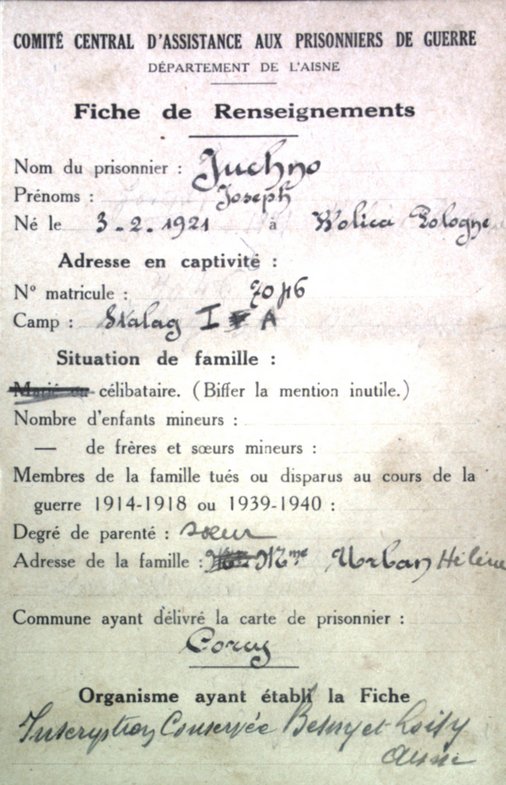 COMITÉ CENTRAL D'ASSISTANCE AUX PRISONNIERS DE GUERRE
DÉPARTEMENT DE L'AISNE
Fiche de Renseignements
Nom du prisonnier : Juchno
Prénoms : Joseph
Né le 3-2-1921 à Wolica Pologne
Adresse en captivité :
N° matricule :
Camp : Stalag I A
Situation de famille :
Marié ou célibataire. (Biffer la mention inutile.)
Nombre d'enfants mineurs :
— de frères et sœurs mineurs :
Membres de la famille tués ou disparus au cours de la
guerre 1914-1918 ou 1939-1940 :
Degré de parenté : sœur
Adresse de la famille : Mme Urban Hélène
Commune ayant délivré la carte de prisonnier :
Organisme ayant établi la Fiche
Inscryption Conservée Besny et Loisy
Aisne